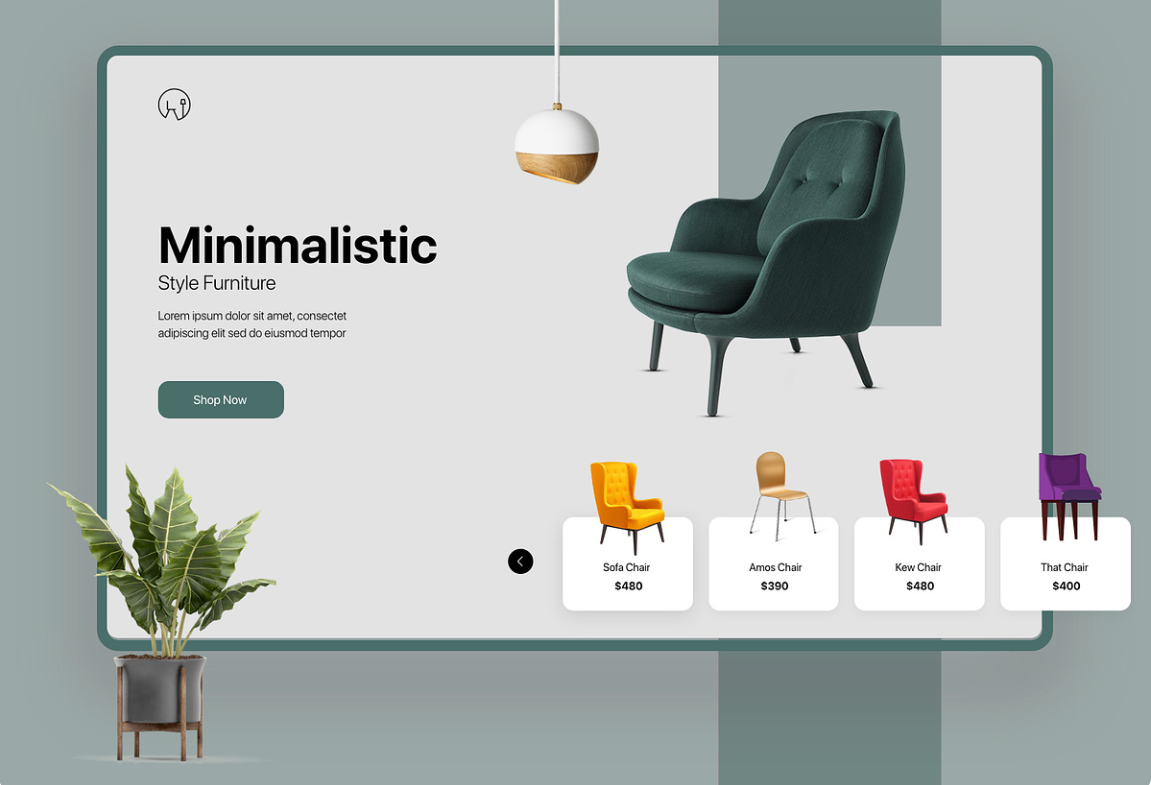 Minimalistic
Style Furniture
Lorem ipsum dolor sit amet, consectet
adipiscing elit sed do eiusmod tempor
Shop Now
Sofa Chair
$480
Amos Chair
$390
Kew Chair
$480
That Chair
$400